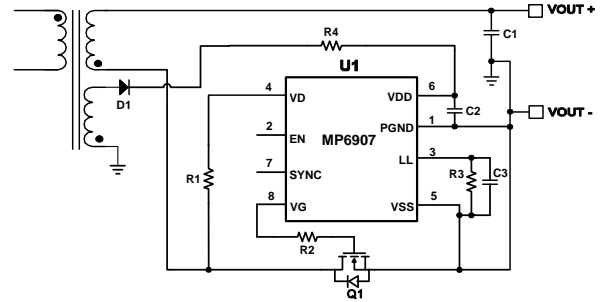 VOUT +
C1
R4
U1
D1
4 VD
VDD 6
C2
VOUT -
PGND 1
2 EN
MP6907
LL 3
7 SYNC
R1
R3
C3
8 VG
VSS 5
R2
Q1